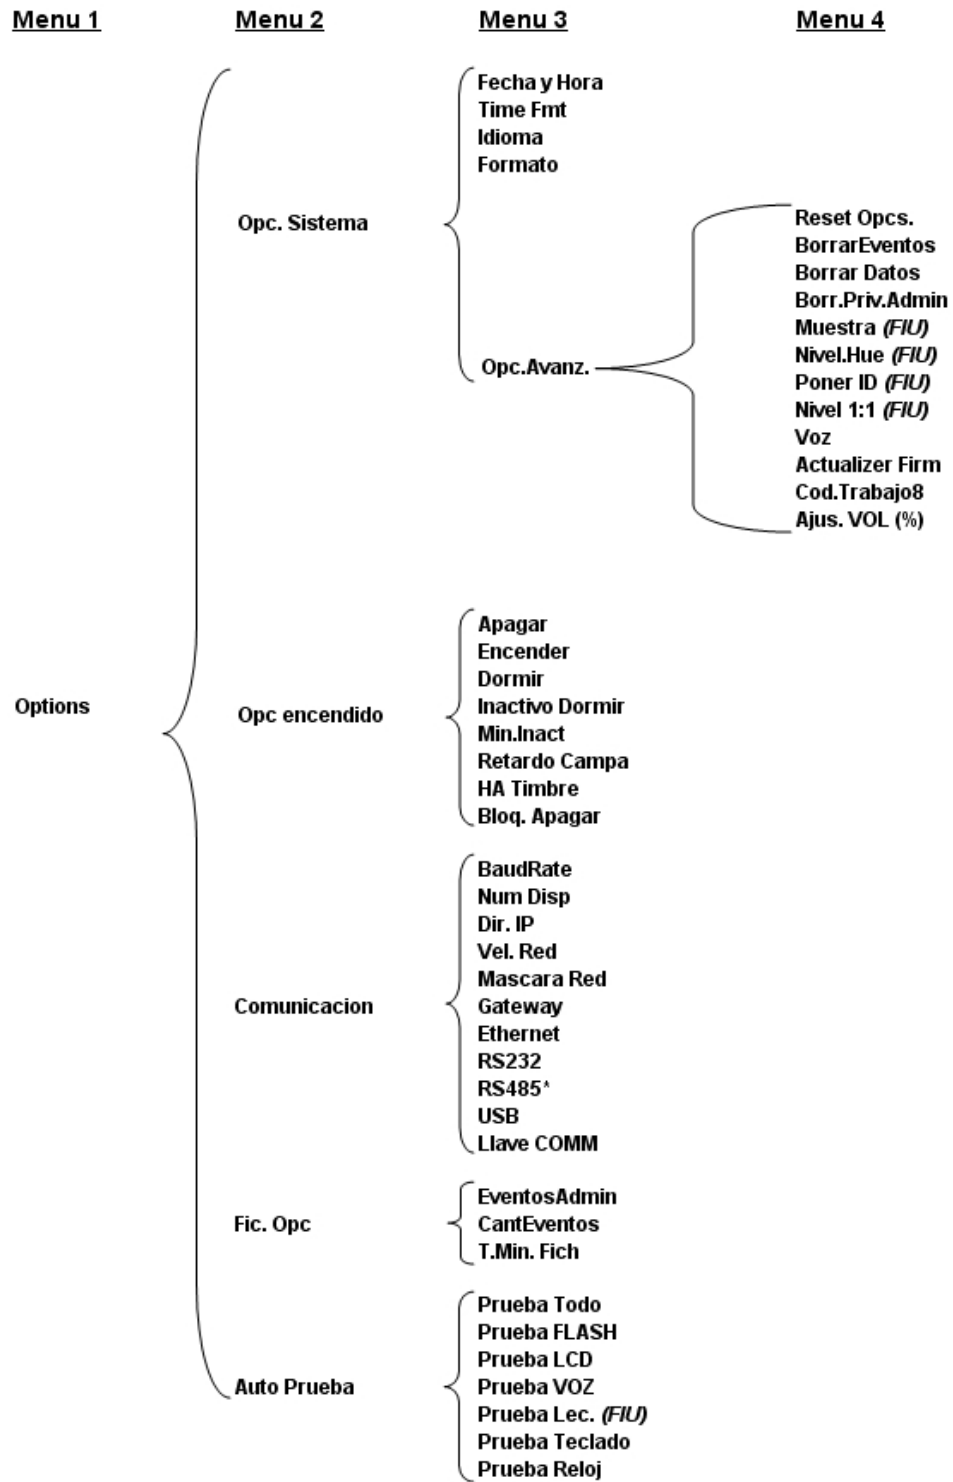 Menu 1 Menu 2 Menu 3 Menu 4
Fecha y Hora
Time Fmt
Idioma
Formato
Opc. Sistema
Opc.Avanz.
Reset Opcs.
BorrarEventos
Borrar Datos
Borr.Priv.Admin
Muestra (FIU)
Nivel.Hue (FIU)
Poner ID (FIU)
Nivel 1:1 (FIU)
Voz
Actualizer Firm
Cod.Trabajo8
Ajus. VOL (%)
Options
Opc encendido
Apagar
Encender
Dormir
Inactivo Dormir
Min.Inact
Retardo Campa
HA Timbre
Bloq. Apagar
Comunicacion
BaudRate
Num Disp
Dir. IP
Vel. Red
Mascara Red
Gateway
Ethernet
RS232
RS485*
USB
Llave COMM
Fic. Opc
EventosAdmin
CantEventos
T.Min. Fich
Auto Prueba
Prueba Todo
Prueba FLASH
Prueba LCD
Prueba VOZ
Prueba Lec. (FIU)
Prueba Teclado
Prueba Reloj